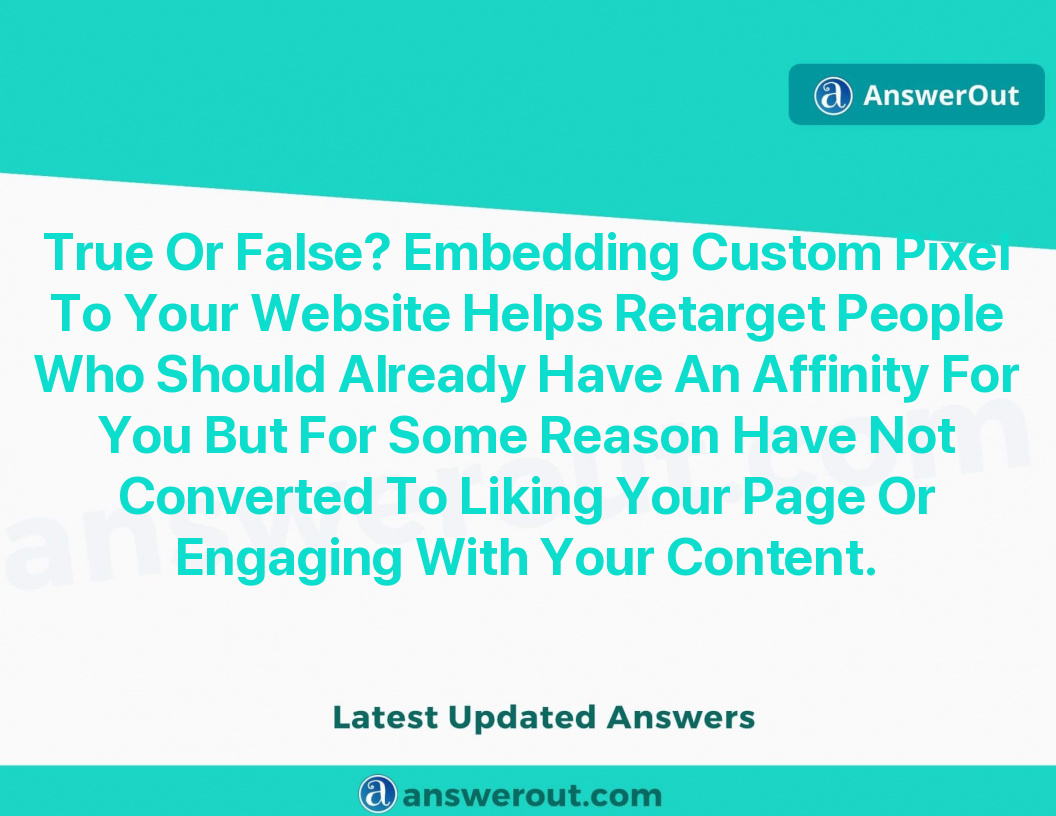 AnswerOut
True Or False? Embedding Custom Pixel
To Your Website Helps Retarget People
Who Should Already Have An Affinity For
You But For Some Reason Have Not
Converted To Liking Your Page Or
Engaging With Your Content.
answerout.com
Latest Updated Answers
answerout.com